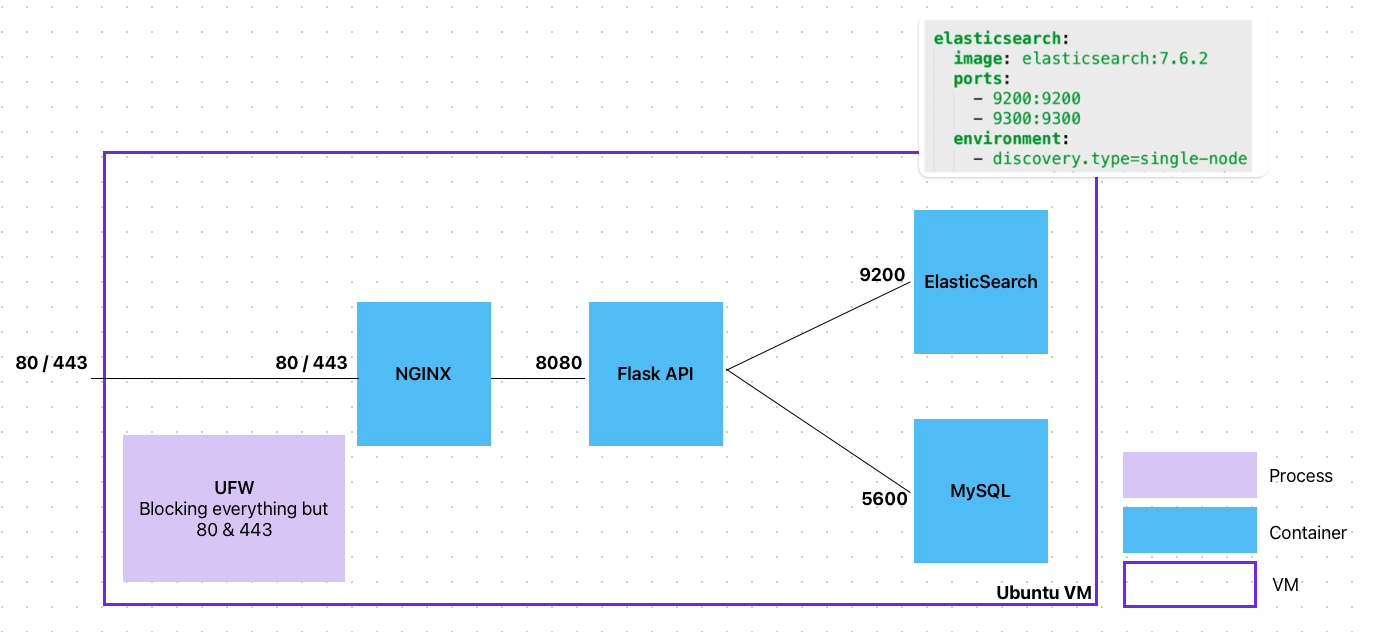 elasticsearch:
image: elasticsearch:7.6.2
ports:
- 9200:9200
- 9300:9300
environment:
- discovery.type=single-node
9200
ElasticSearch
80 / 443
80 / 443
NGINX
8080
Flask API
UFW
Blocking everything but
80 & 443
5600
MySQL
Ubuntu VM
Process
Container
VM